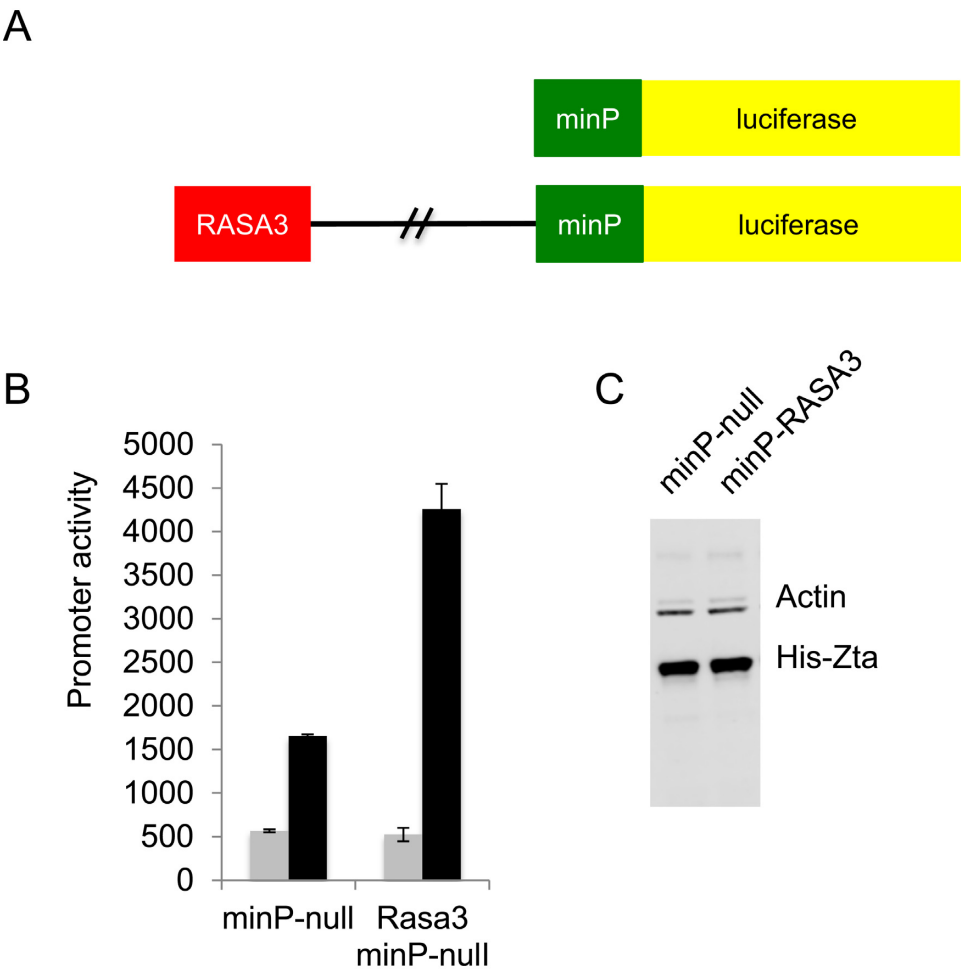 A
minP
luciferase
RASA3
minP
luciferase
B
Promoter activity
5000
4500
4000
3500
3000
2500
2000
1500
1000
500
0
minP-null
Rasa3
minP-null
C
minP-null
minP-RASA3
Actin
His-Zta